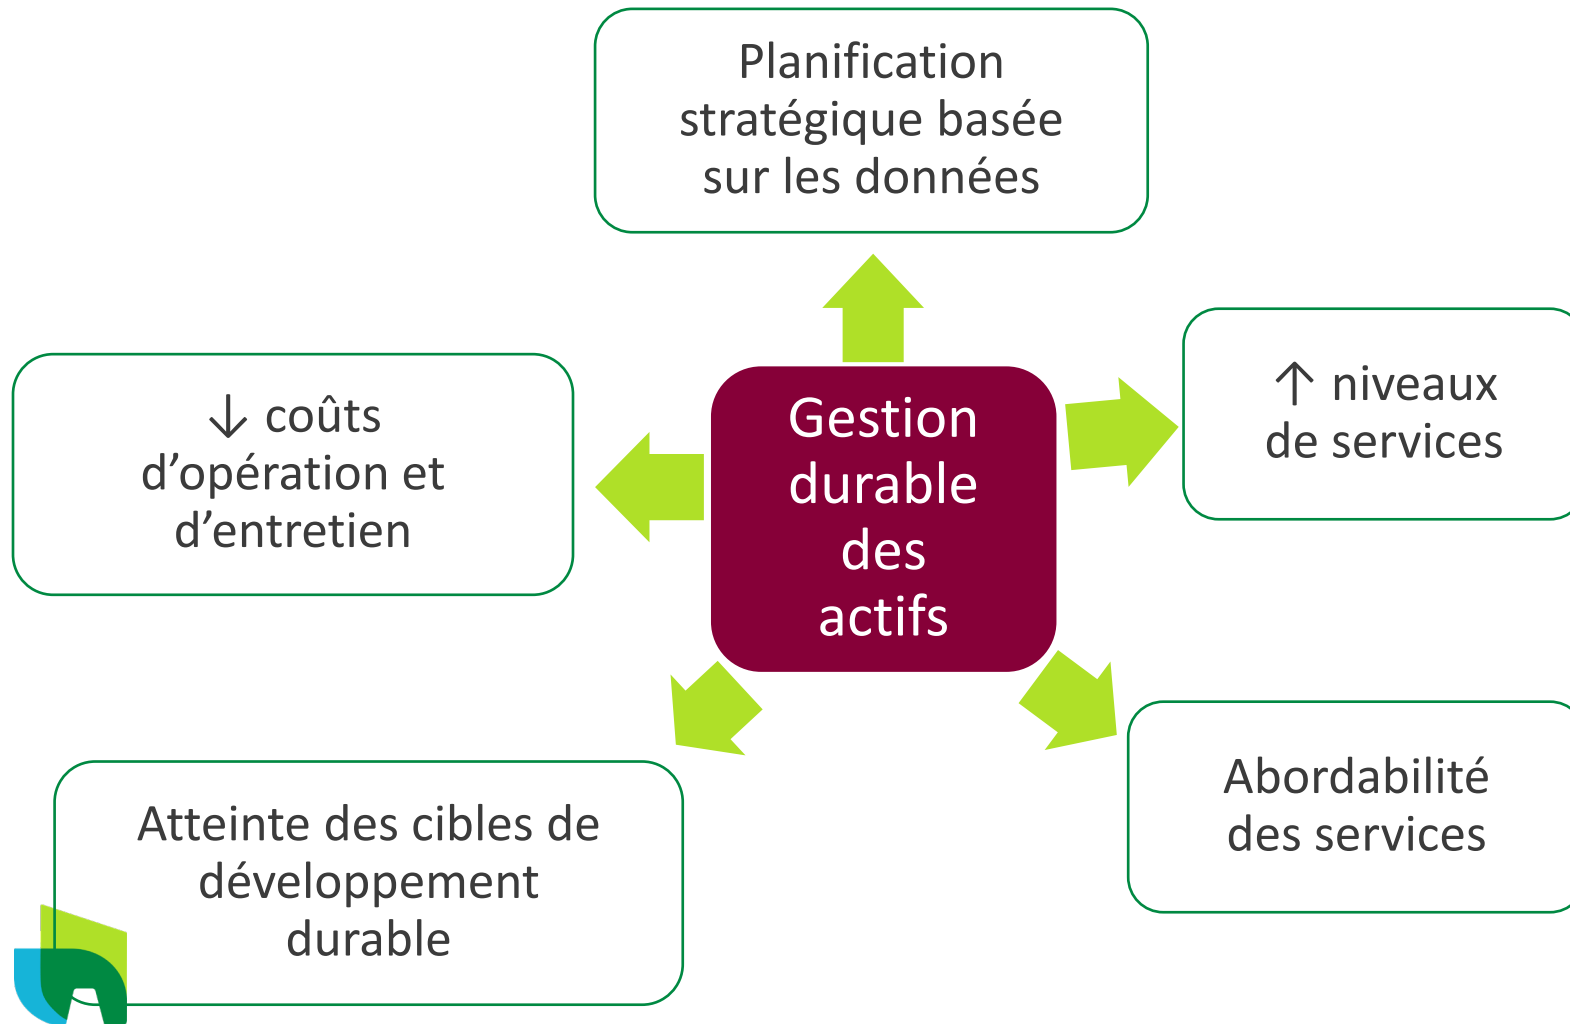 Planification
stratégique basée
sur les données
↑ niveaux
de services
↓ coûts
d’opération et
d’entretien
Gestion
durable
des
actifs
Abordabilité
des services
Atteinte des cibles de
développement
durable